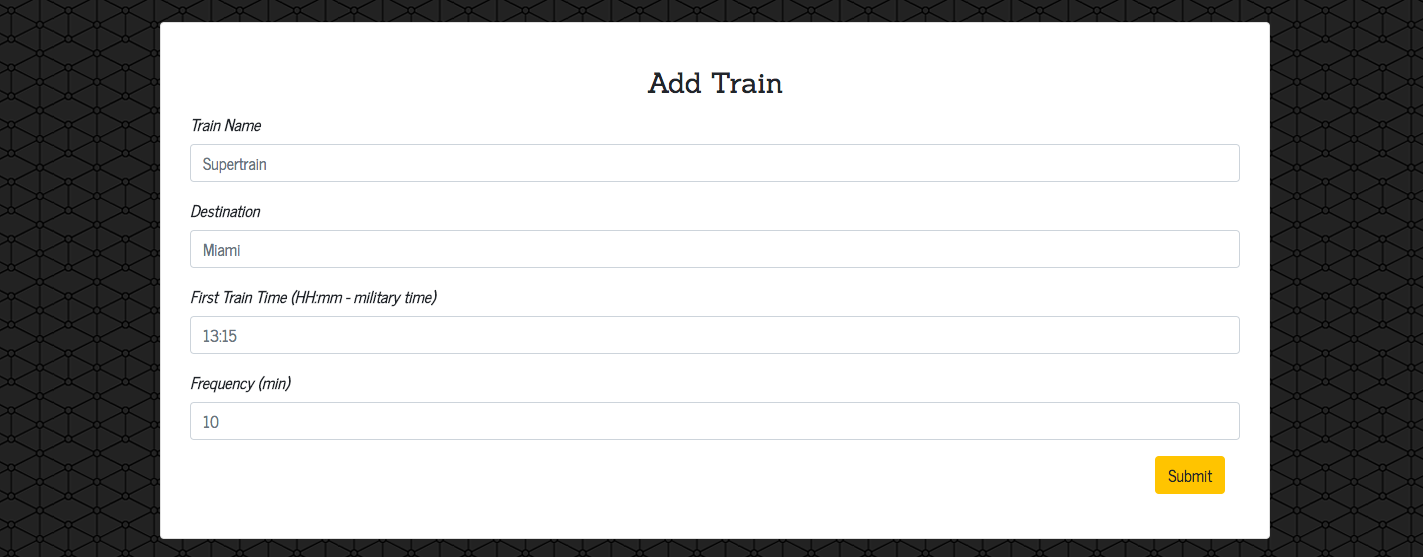 Add Train
Train Name
Supertrain
Destination
Miami
First Train Time (HH:mm - military time)
13:15
Frequency (min)
10
Submit